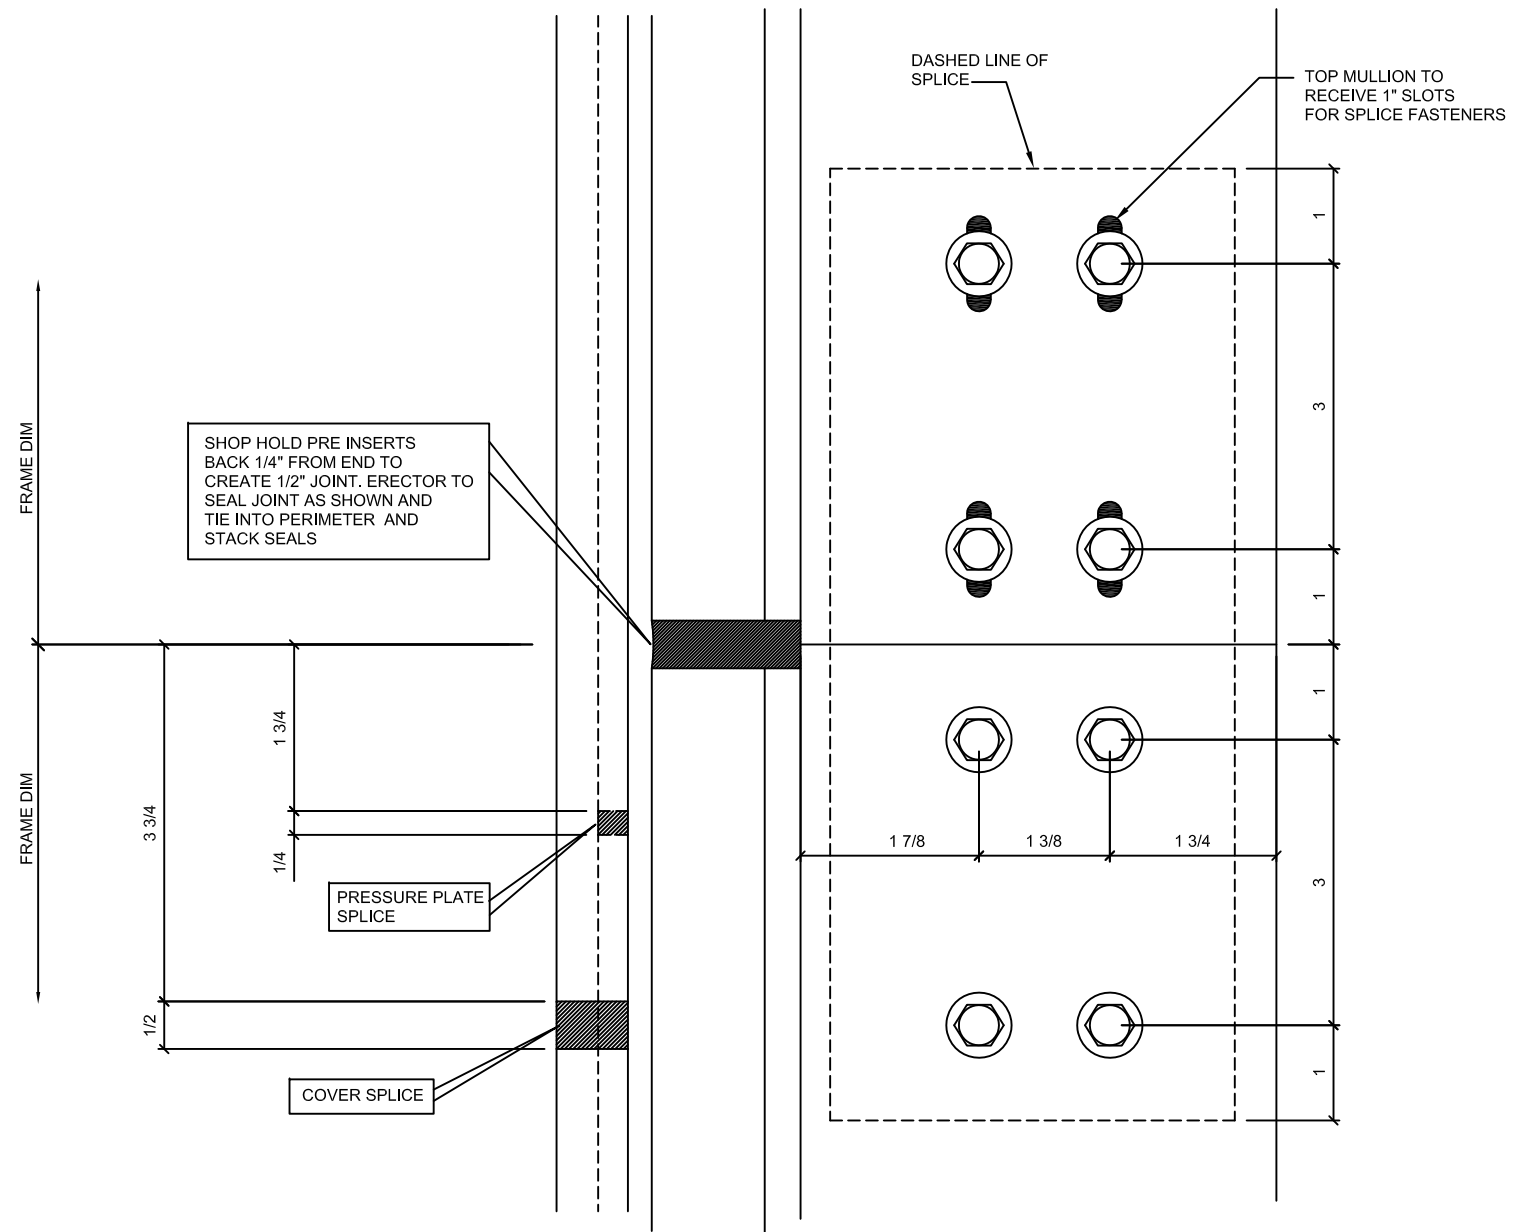 DASHED LINE OF
SPLICE
TOP MULLION TO
RECEIVE 1" SLOTS
FOR SPLICE FASTENERS
1
3
1
1
3
1
FRAME DIM
FRAME DIM
SHOP HOLD PRE INSERTS
BACK 1/4" FROM END TO
CREATE 1/2" JOINT. ERECTOR TO
SEAL JOINT AS SHOWN AND
TIE INTO PERIMETER AND
STACK SEALS
1 3/4
3 3/4
1/4
1/2
1 7/8
1 3/8
1 3/4
PRESSURE PLATE
SPLICE
COVER SPLICE